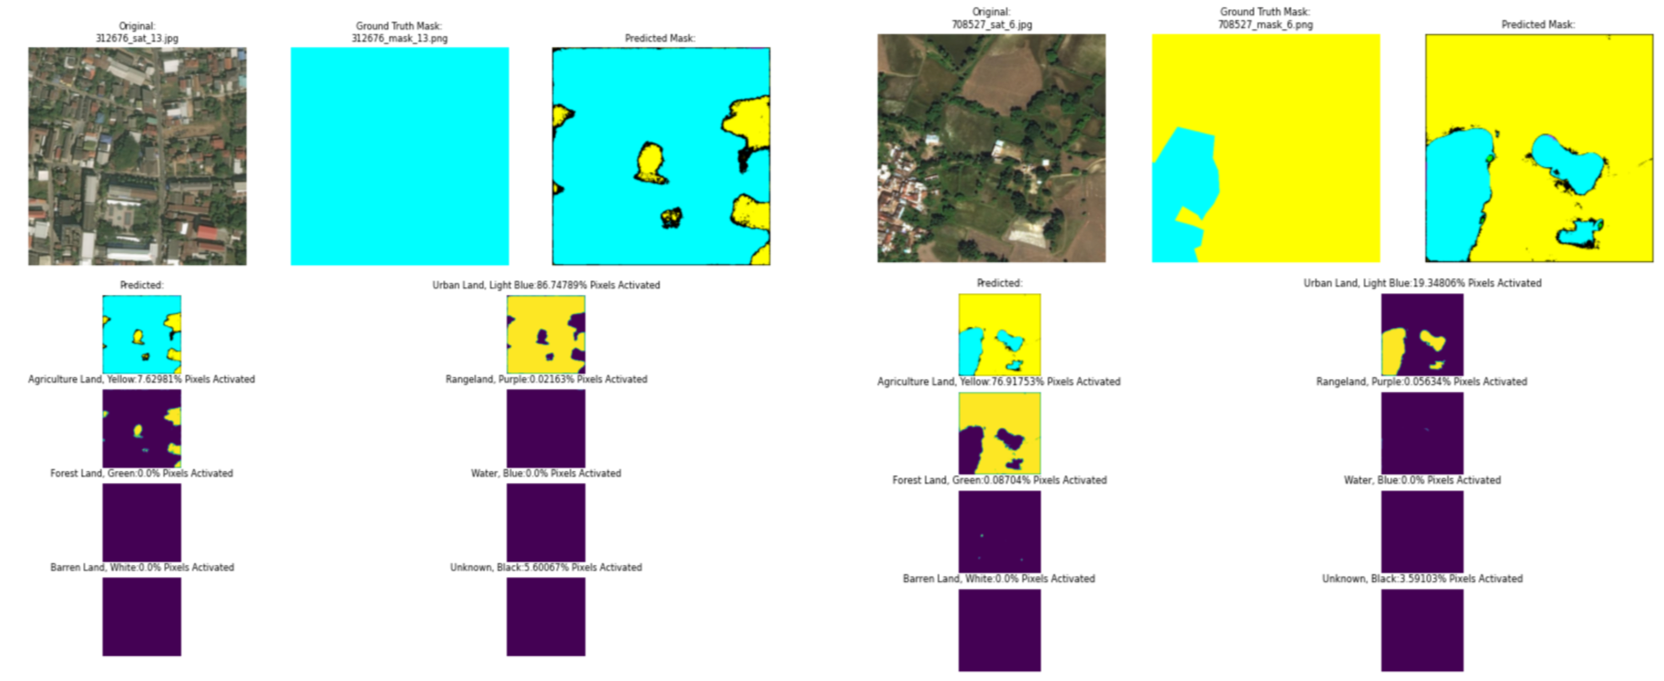 Original:
312676_sat_13.jpg
Ground Truth Mask:
312676_mask_13.png
Predicted Mask:
Predicted:
Urban Land, Light Blue:86.74789% Pixels Activated
Agriculture Land, Yellow:7.62981% Pixels Activated
Rangeland, Purple:0.02163% Pixels Activated
Forest Land, Green:0.0% Pixels Activated
Water, Blue:0.0% Pixels Activated
Barren Land, White:0.0% Pixels Activated
Unknown, Black:5.60067% Pixels Activated
Original:
708527_sat_6.jpg
Ground Truth Mask:
708527_mask_6.png
Predicted Mask:
Predicted:
Urban Land, Light Blue:19.34806% Pixels Activated
Agriculture Land, Yellow:76.91753% Pixels Activated
Rangeland, Purple:0.05634% Pixels Activated
Forest Land, Green:0.08704% Pixels Activated
Water, Blue:0.0% Pixels Activated
Barren Land, White:0.0% Pixels Activated
Unknown, Black:3.59103% Pixels Activated